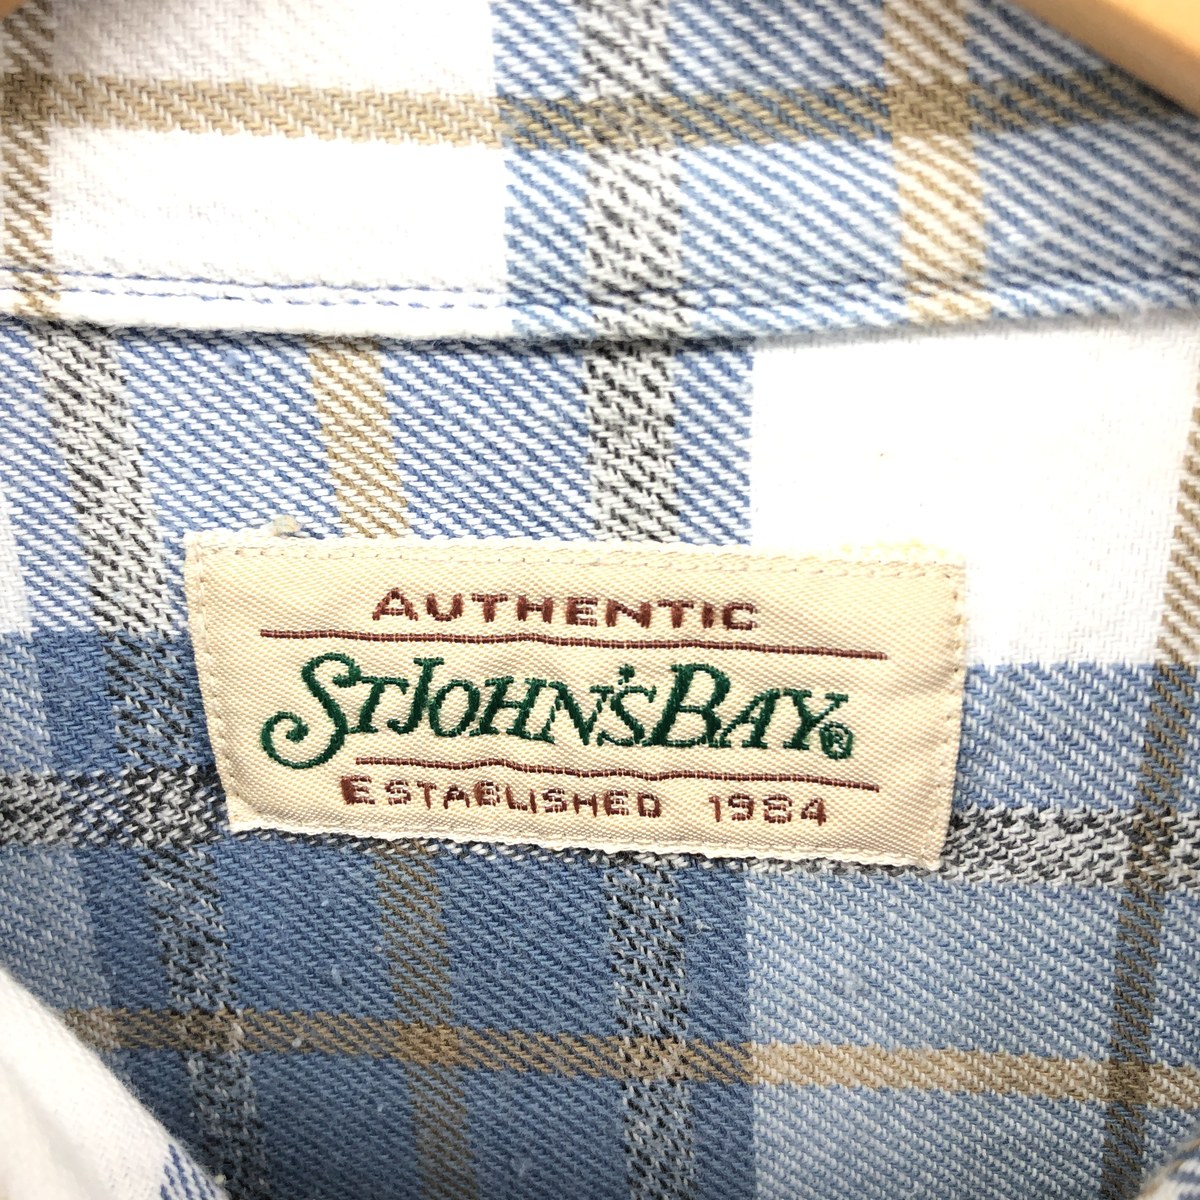 AUTHENTIC
ST JOHN'S BAY®
ESTABLISHED 1984